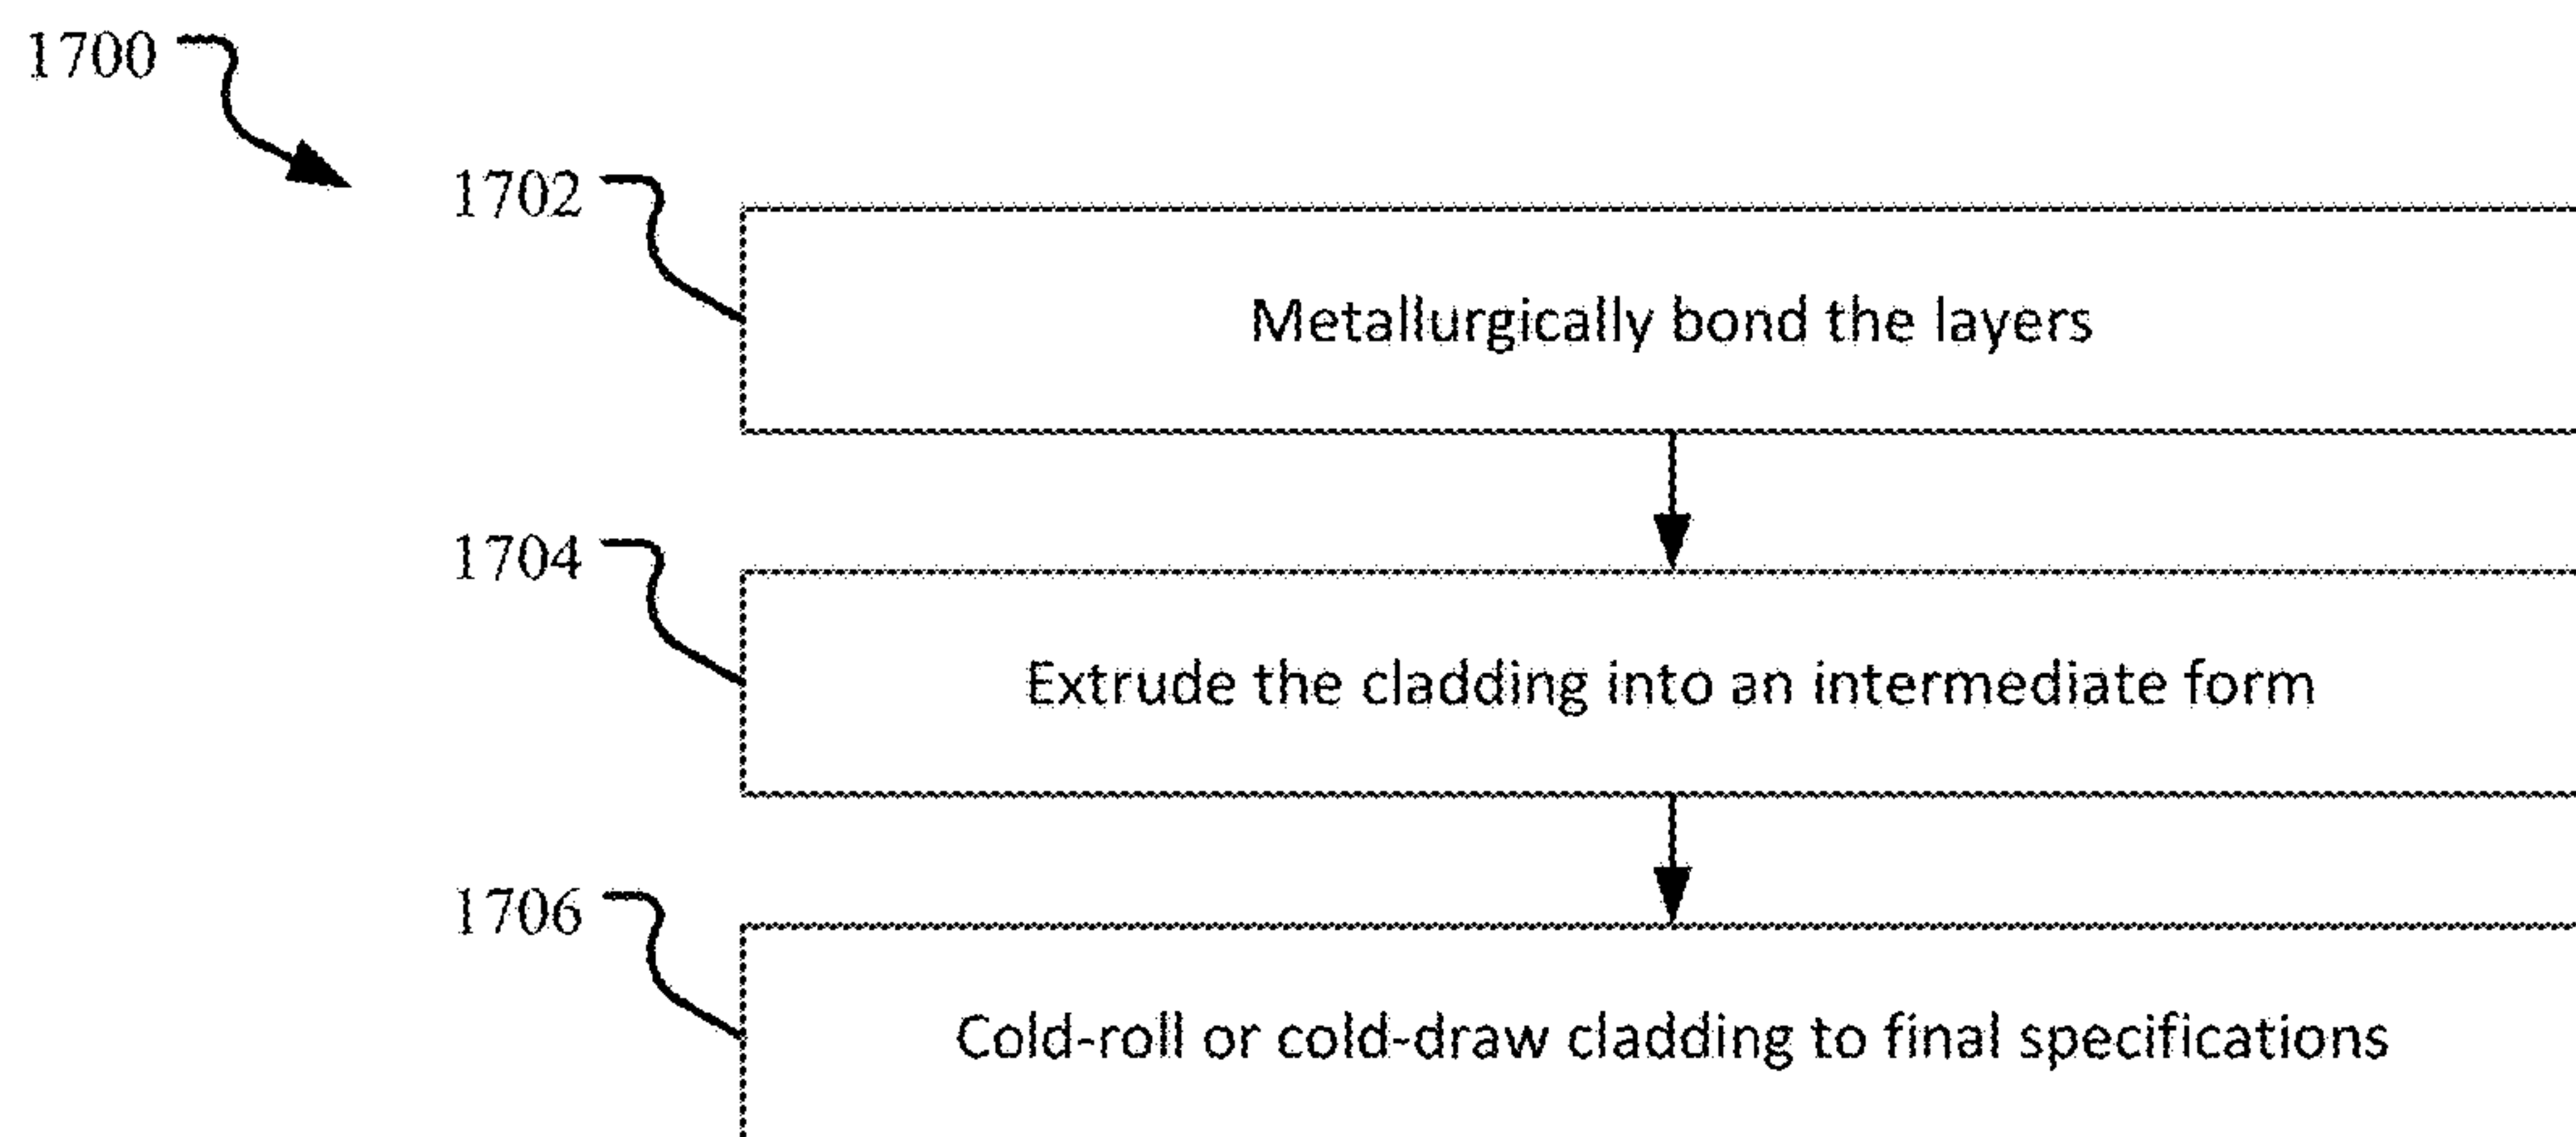 1700
1702
Metallurgically bond the layers
1704
Extrude the cladding into an intermediate form
1706
Cold-roll or cold-draw cladding to final specifications